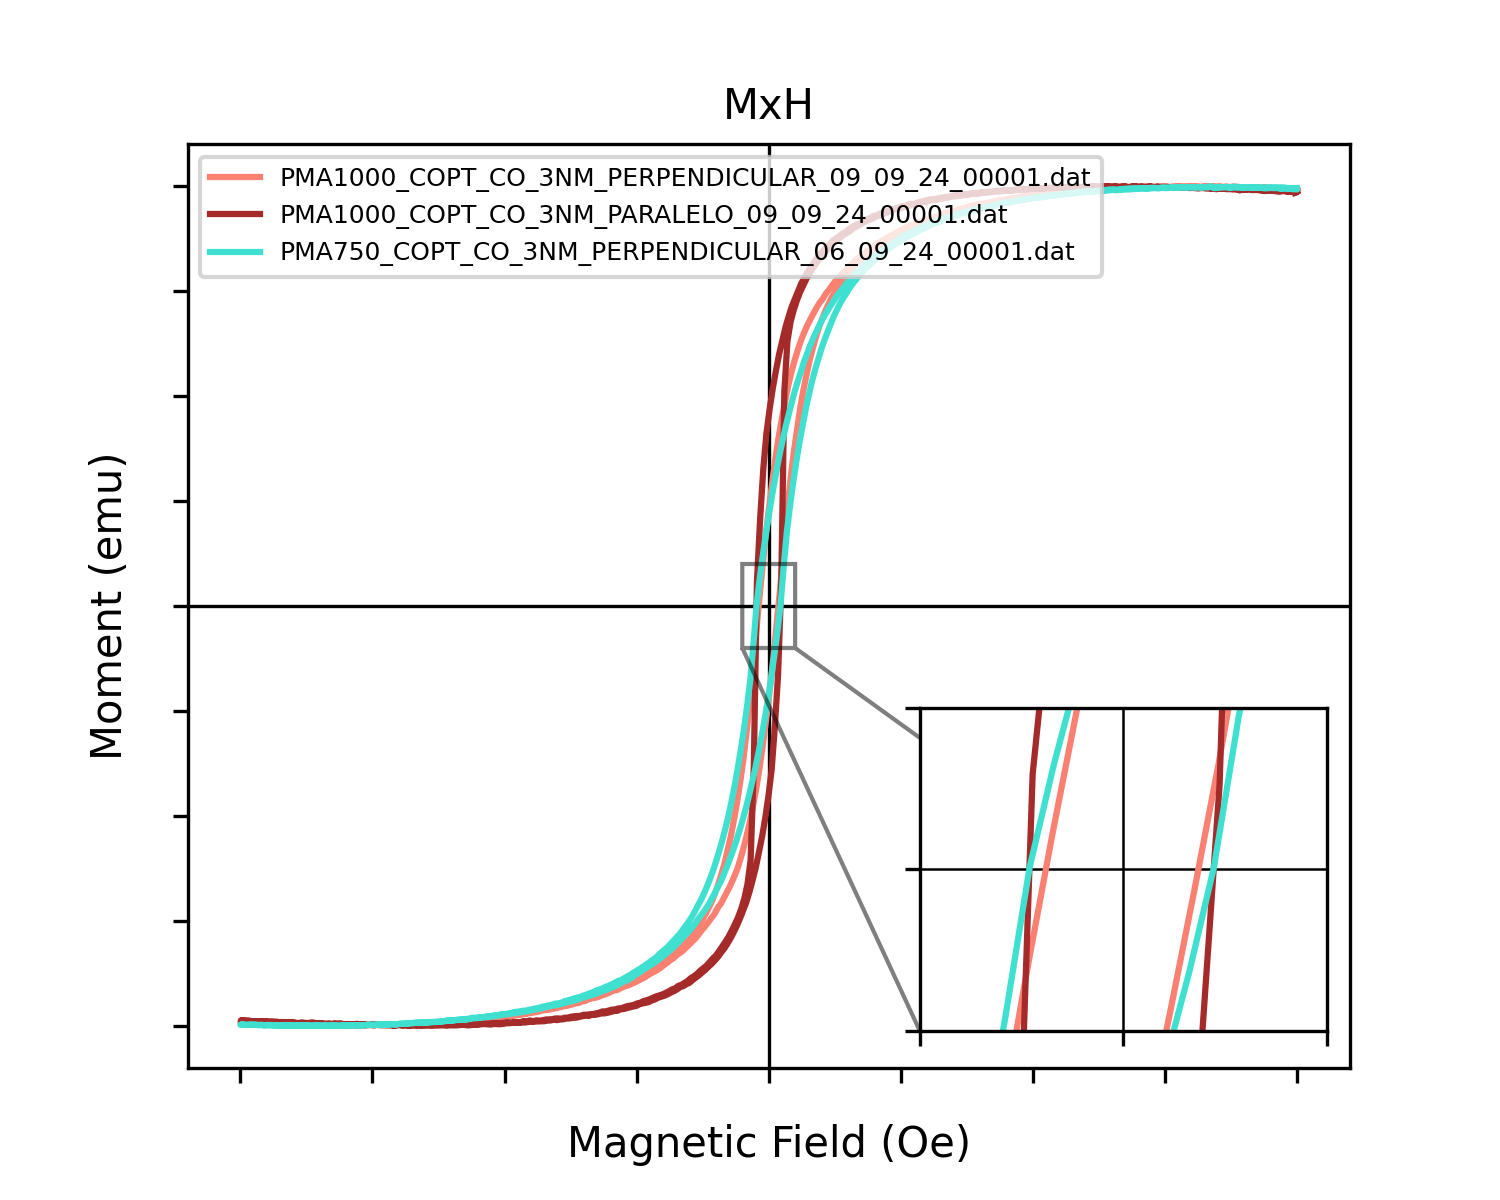 MxH
PMA1000_COPT_CO_3NM_PERPENDICULAR_09_09_24_00001.dat
PMA1000_COPT_CO_3NM_PARALELO_09_09_24_00001.dat
PMA750_COPT_CO_3NM_PERPENDICULAR_06_09_24_00001.dat
Moment (emu)
Magnetic Field (Oe)